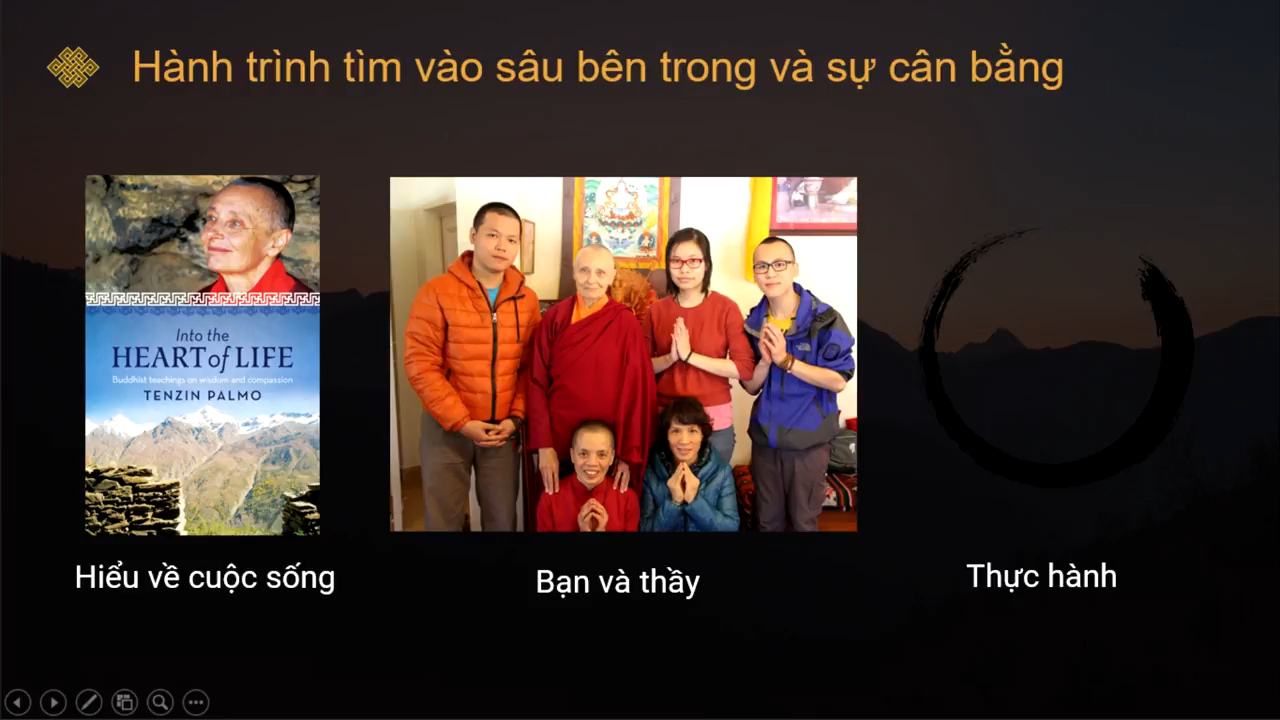 Hành trình tìm vào sâu bên trong và sự cân bằng
Into the
HEART of LIFE
Buddhist teachings on wisdom and compassion
TENZIN PALMO
Hiểu về cuộc sống
Bạn và thầy
Thực hành